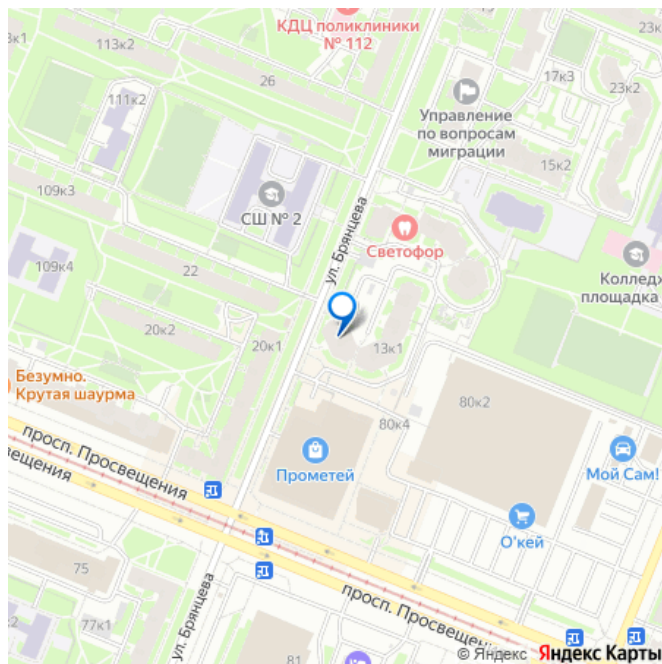 113к2
КДЦ поликлиники
№ 112
23к
26
17к3
23к2
111к2
Управление
по вопросам
миграции
15к2
109к3
СШ № 2
ул. Брянцева
Светофор
109к4
22
Колледж
площадка
20к2
20к1
13к1
Безумно.
Крутая шаурма
80к2
80к4
просп. Просвещения
вещения
Прометей
Мой Сам!
О'кей
75
ул. Брянцева
просп. Просвещения
77к1
81
© Яндекс Яндекс Карты